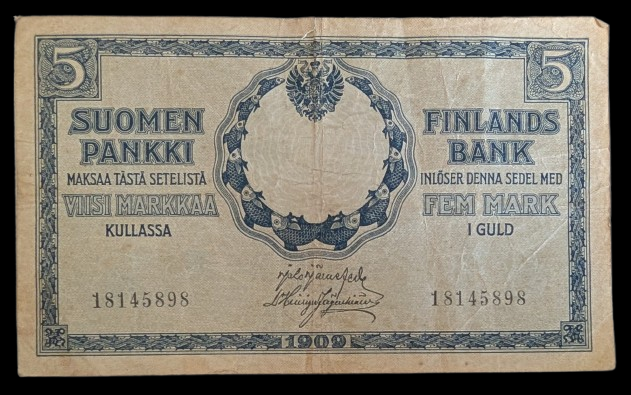 5 5
SUOMEN
PANKKI
MAKSAA TÄSTÄ SETELISTÄ
VIISI MARKKAA
KULLASSA
FINLANDS
BANK
INLÖSER DENNA SEDEL MED
FEM MARK
I GULD
18145898 18145898
1909